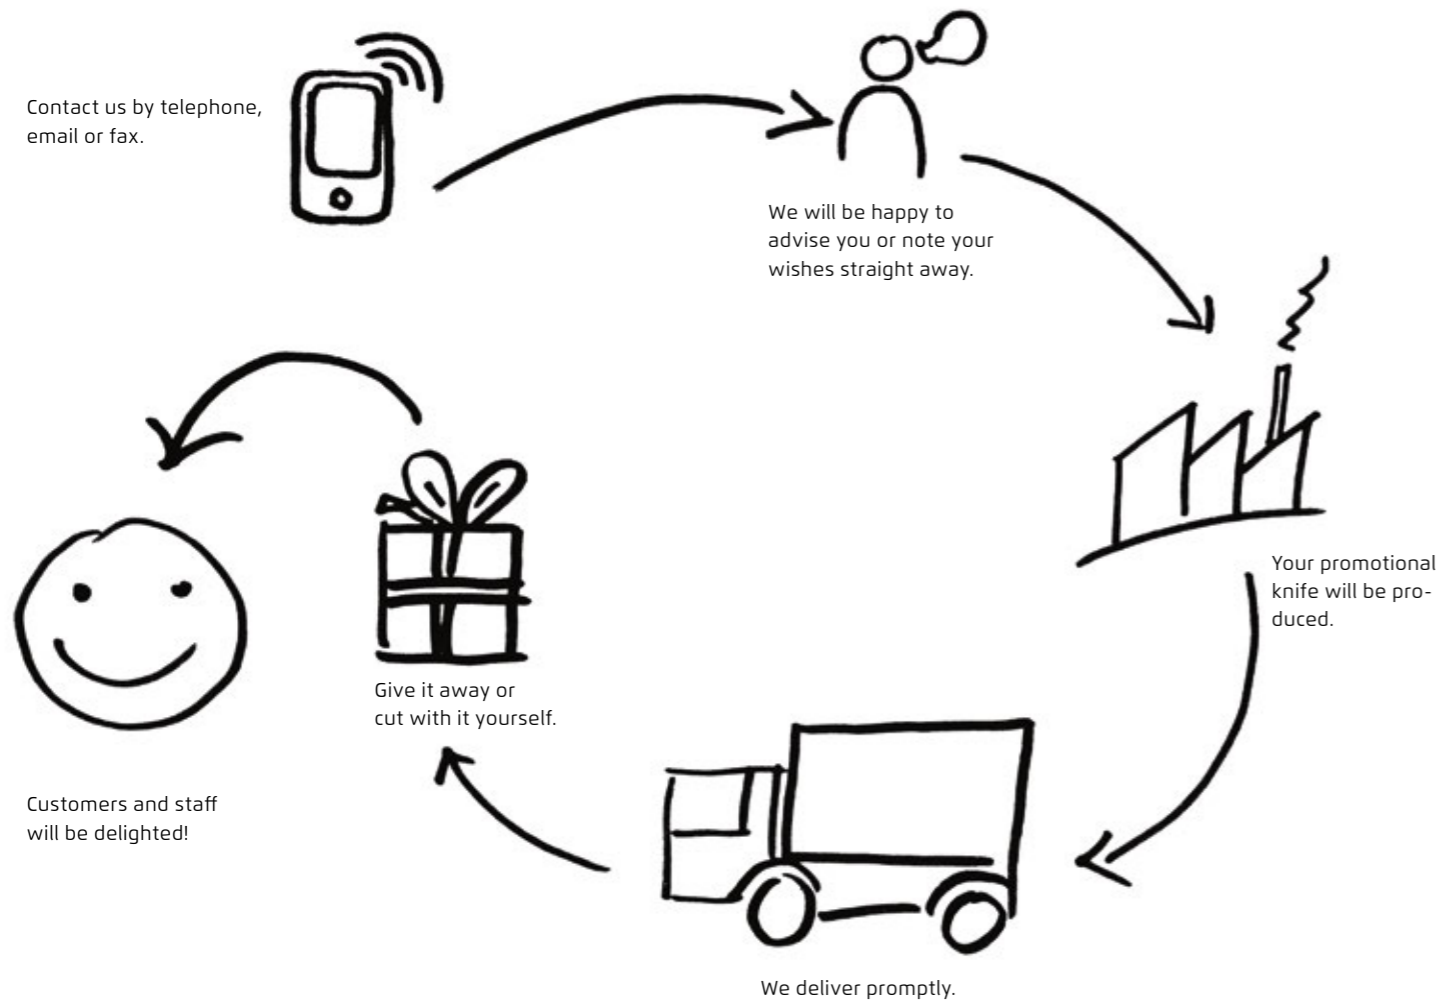 Contact us by telephone,
email or fax.
We will be happy to
advise you or note your
wishes straight away.
Your promotional
knife will be pro-
duced.
We deliver promptly.
Give it away or
cut with it yourself.
Customers and staff
will be delighted!